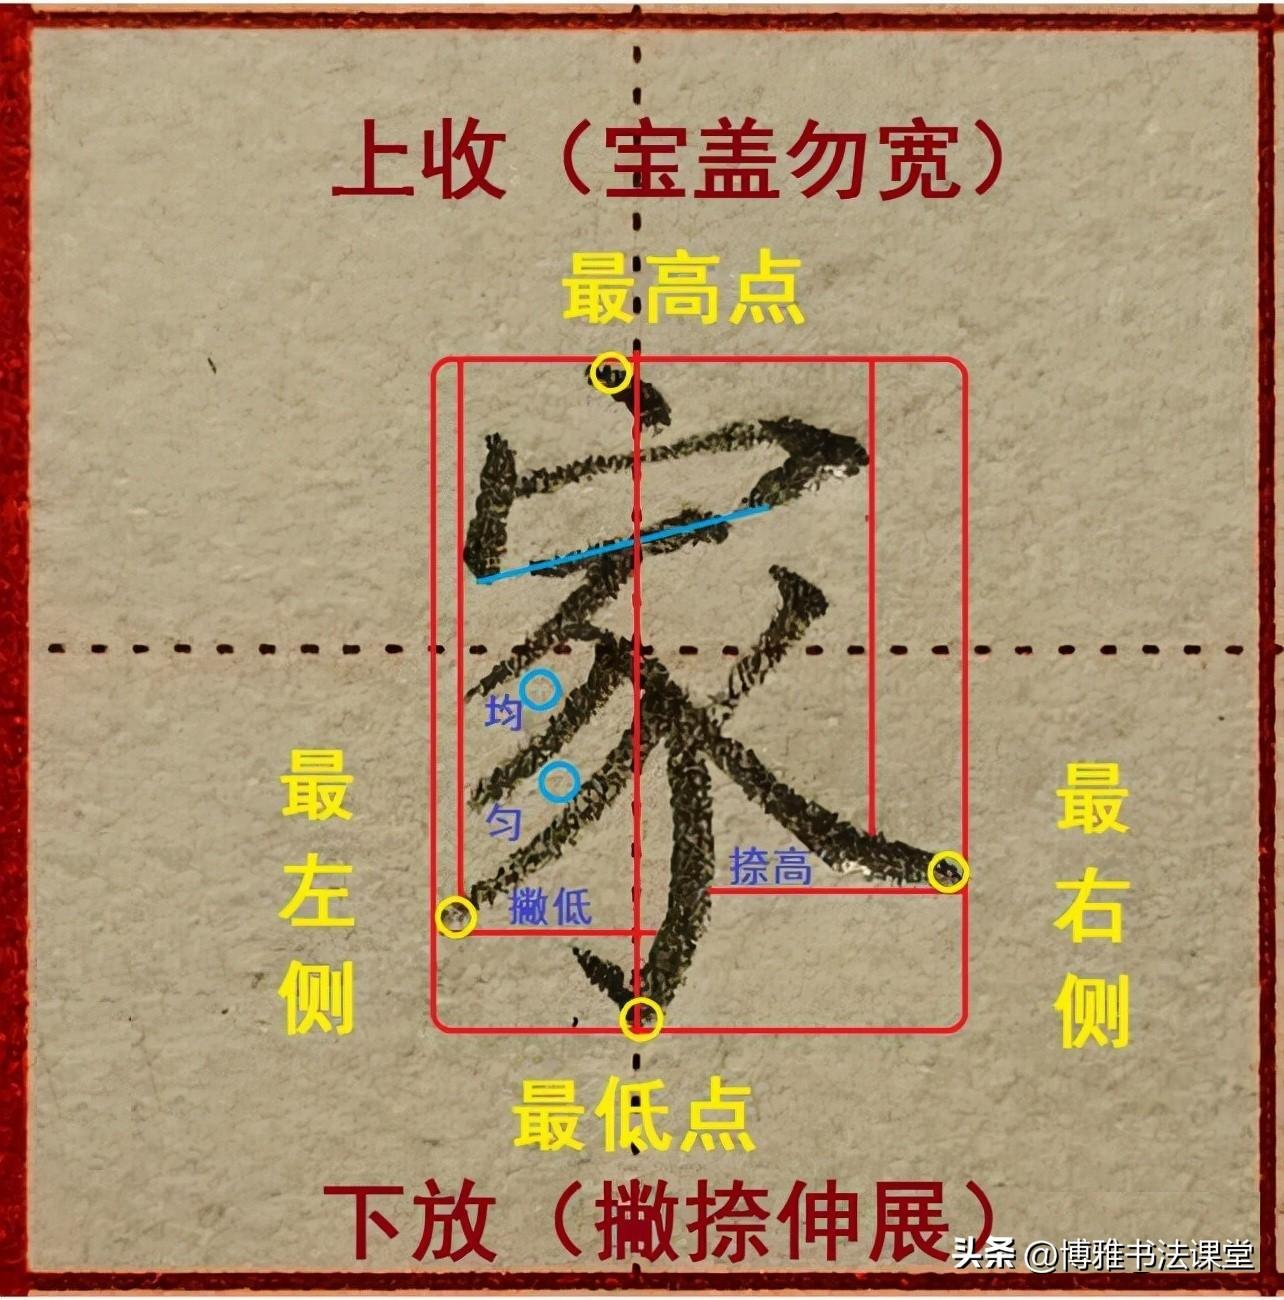 上收（宝盖勿宽）
最高点
家
均
匀
捺高
撇低
最左侧
最右侧
最低点
下放（撇捺伸展）
头条 @博雅书法课堂